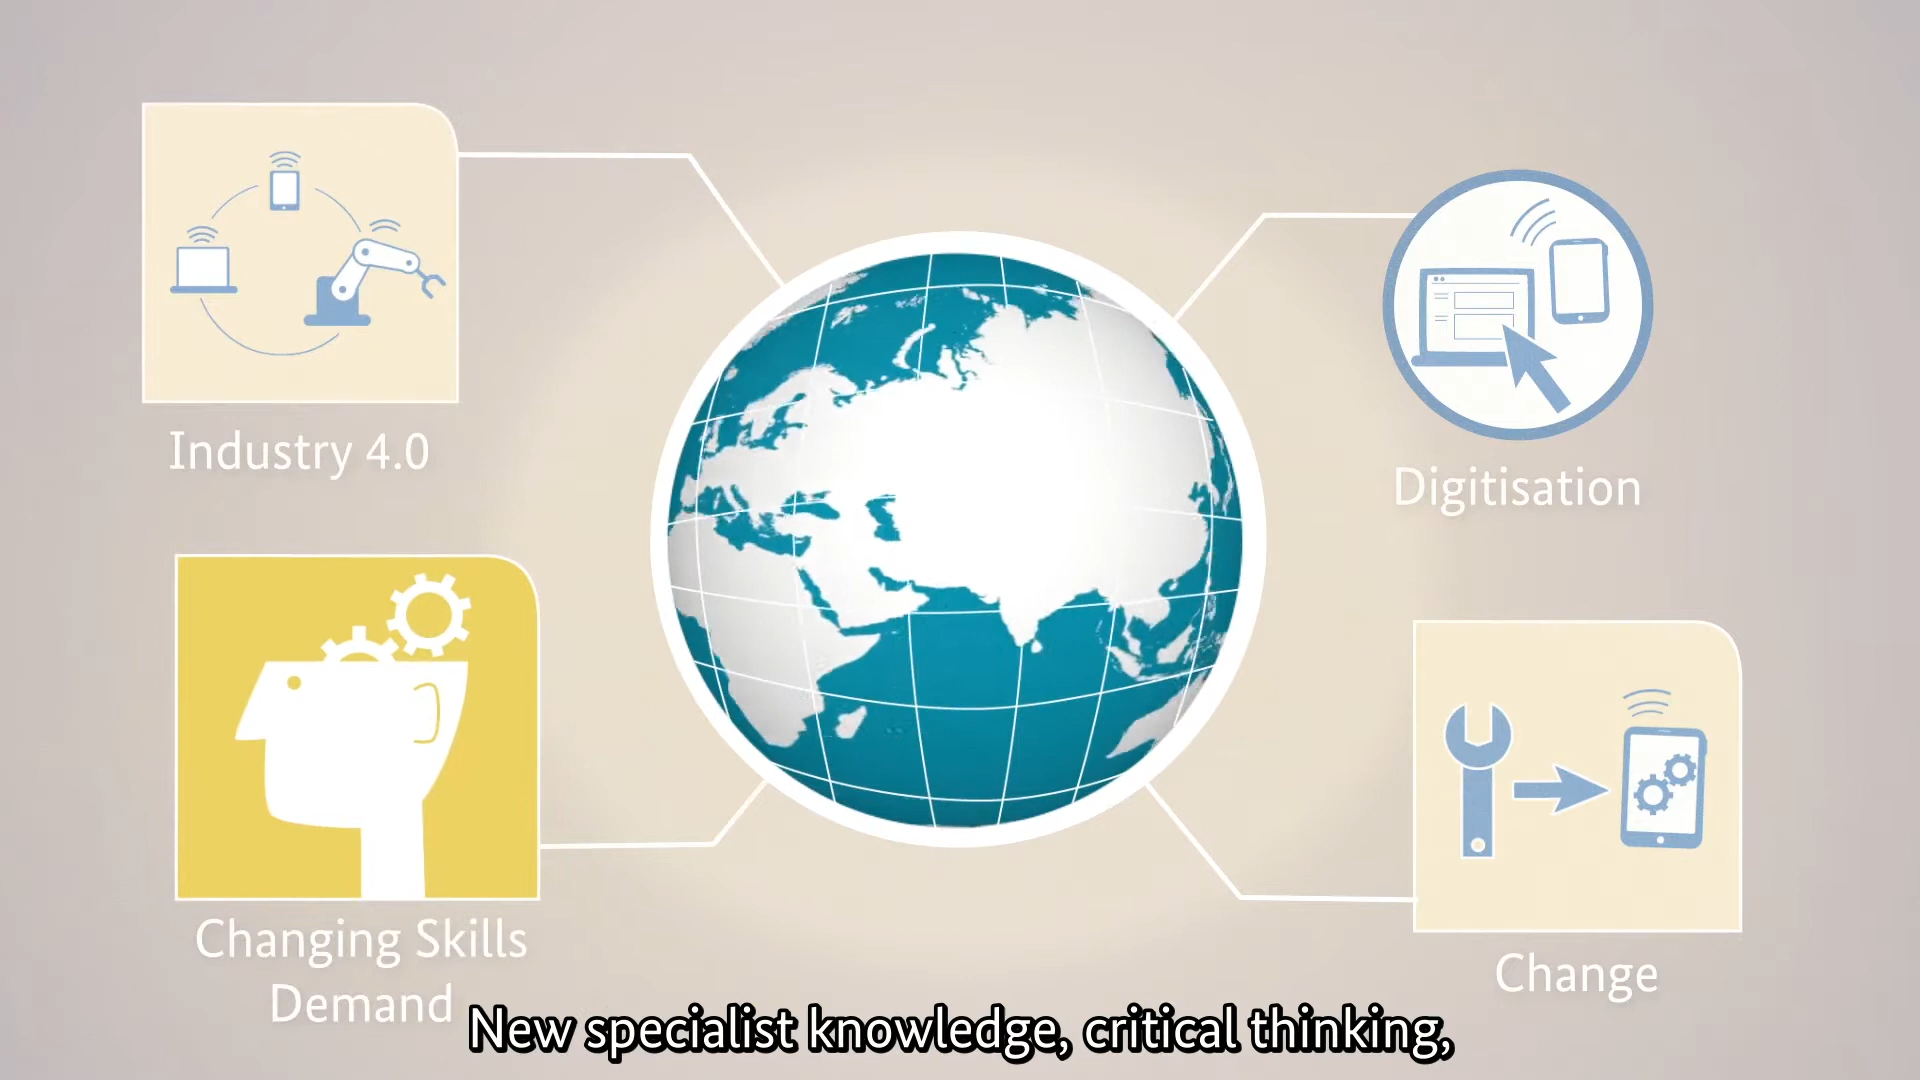 Industry 4.0
Digitisation
Changing Skills
Demand
Change
New specialist knowledge, critical thinking,